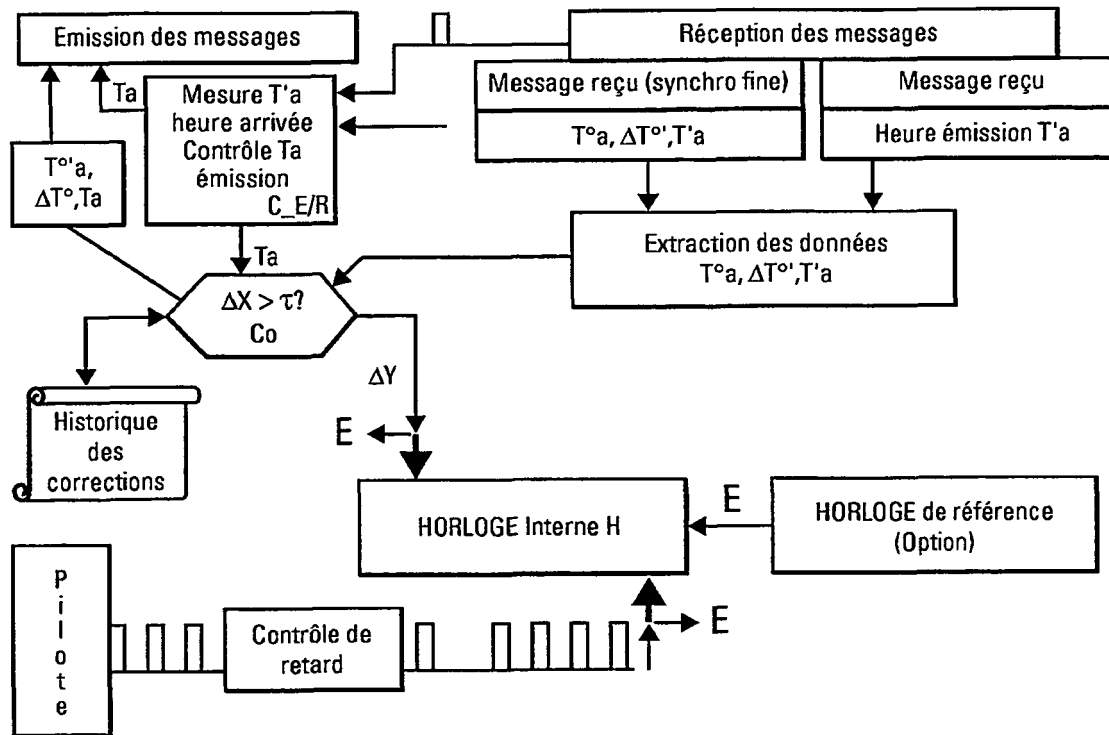 Emission des messages
Réception des messages
Ta
Mesure T'a
heure arrivée
Contrôle Ta
émission
C_E/R
Message reçu (synchro fine)
T°a, ΔT°',T'a
Message reçu
Heure émission T'a
T°'a,
ΔT°,Ta
Extraction des données
T°a, ΔT°',T'a
Ta
ΔX > τ?
Co
ΔY
Historique
des
corrections
E
HORLOGE Interne H
E
HORLOGE de référence
(Option)
pilote
Contrôle de
retard
E